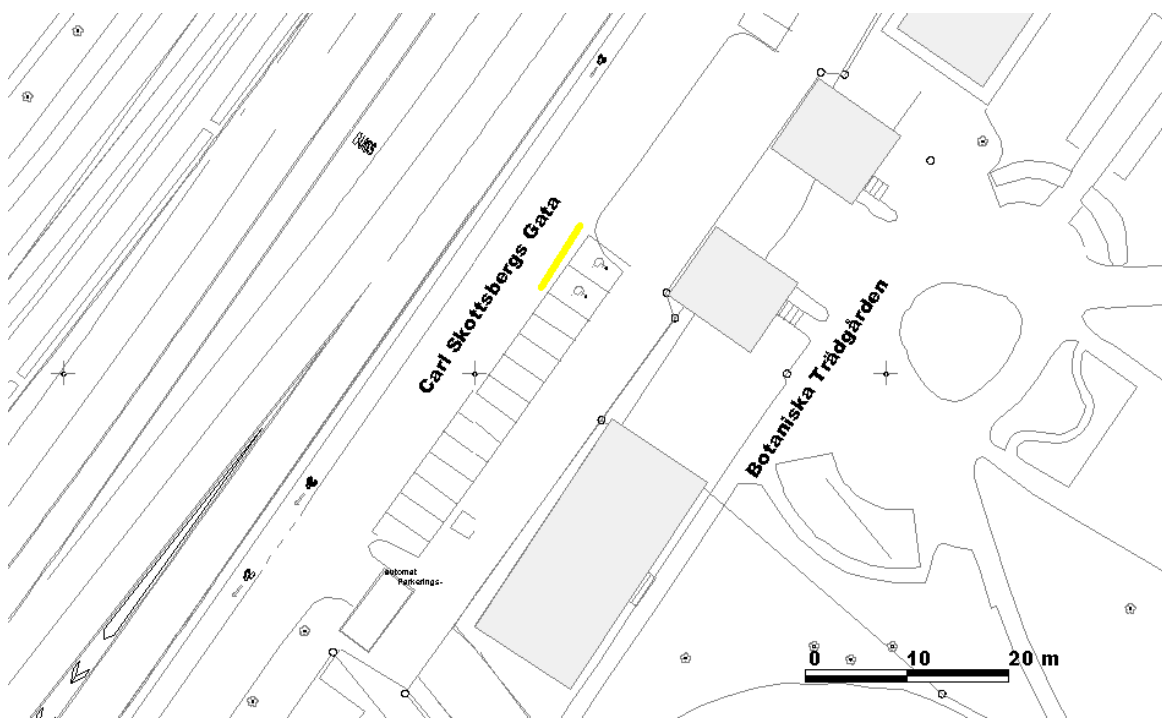 Carl Skottsbergs Gata
Botaniska Trädgården
automat
Parkerings-
0 10 20 m